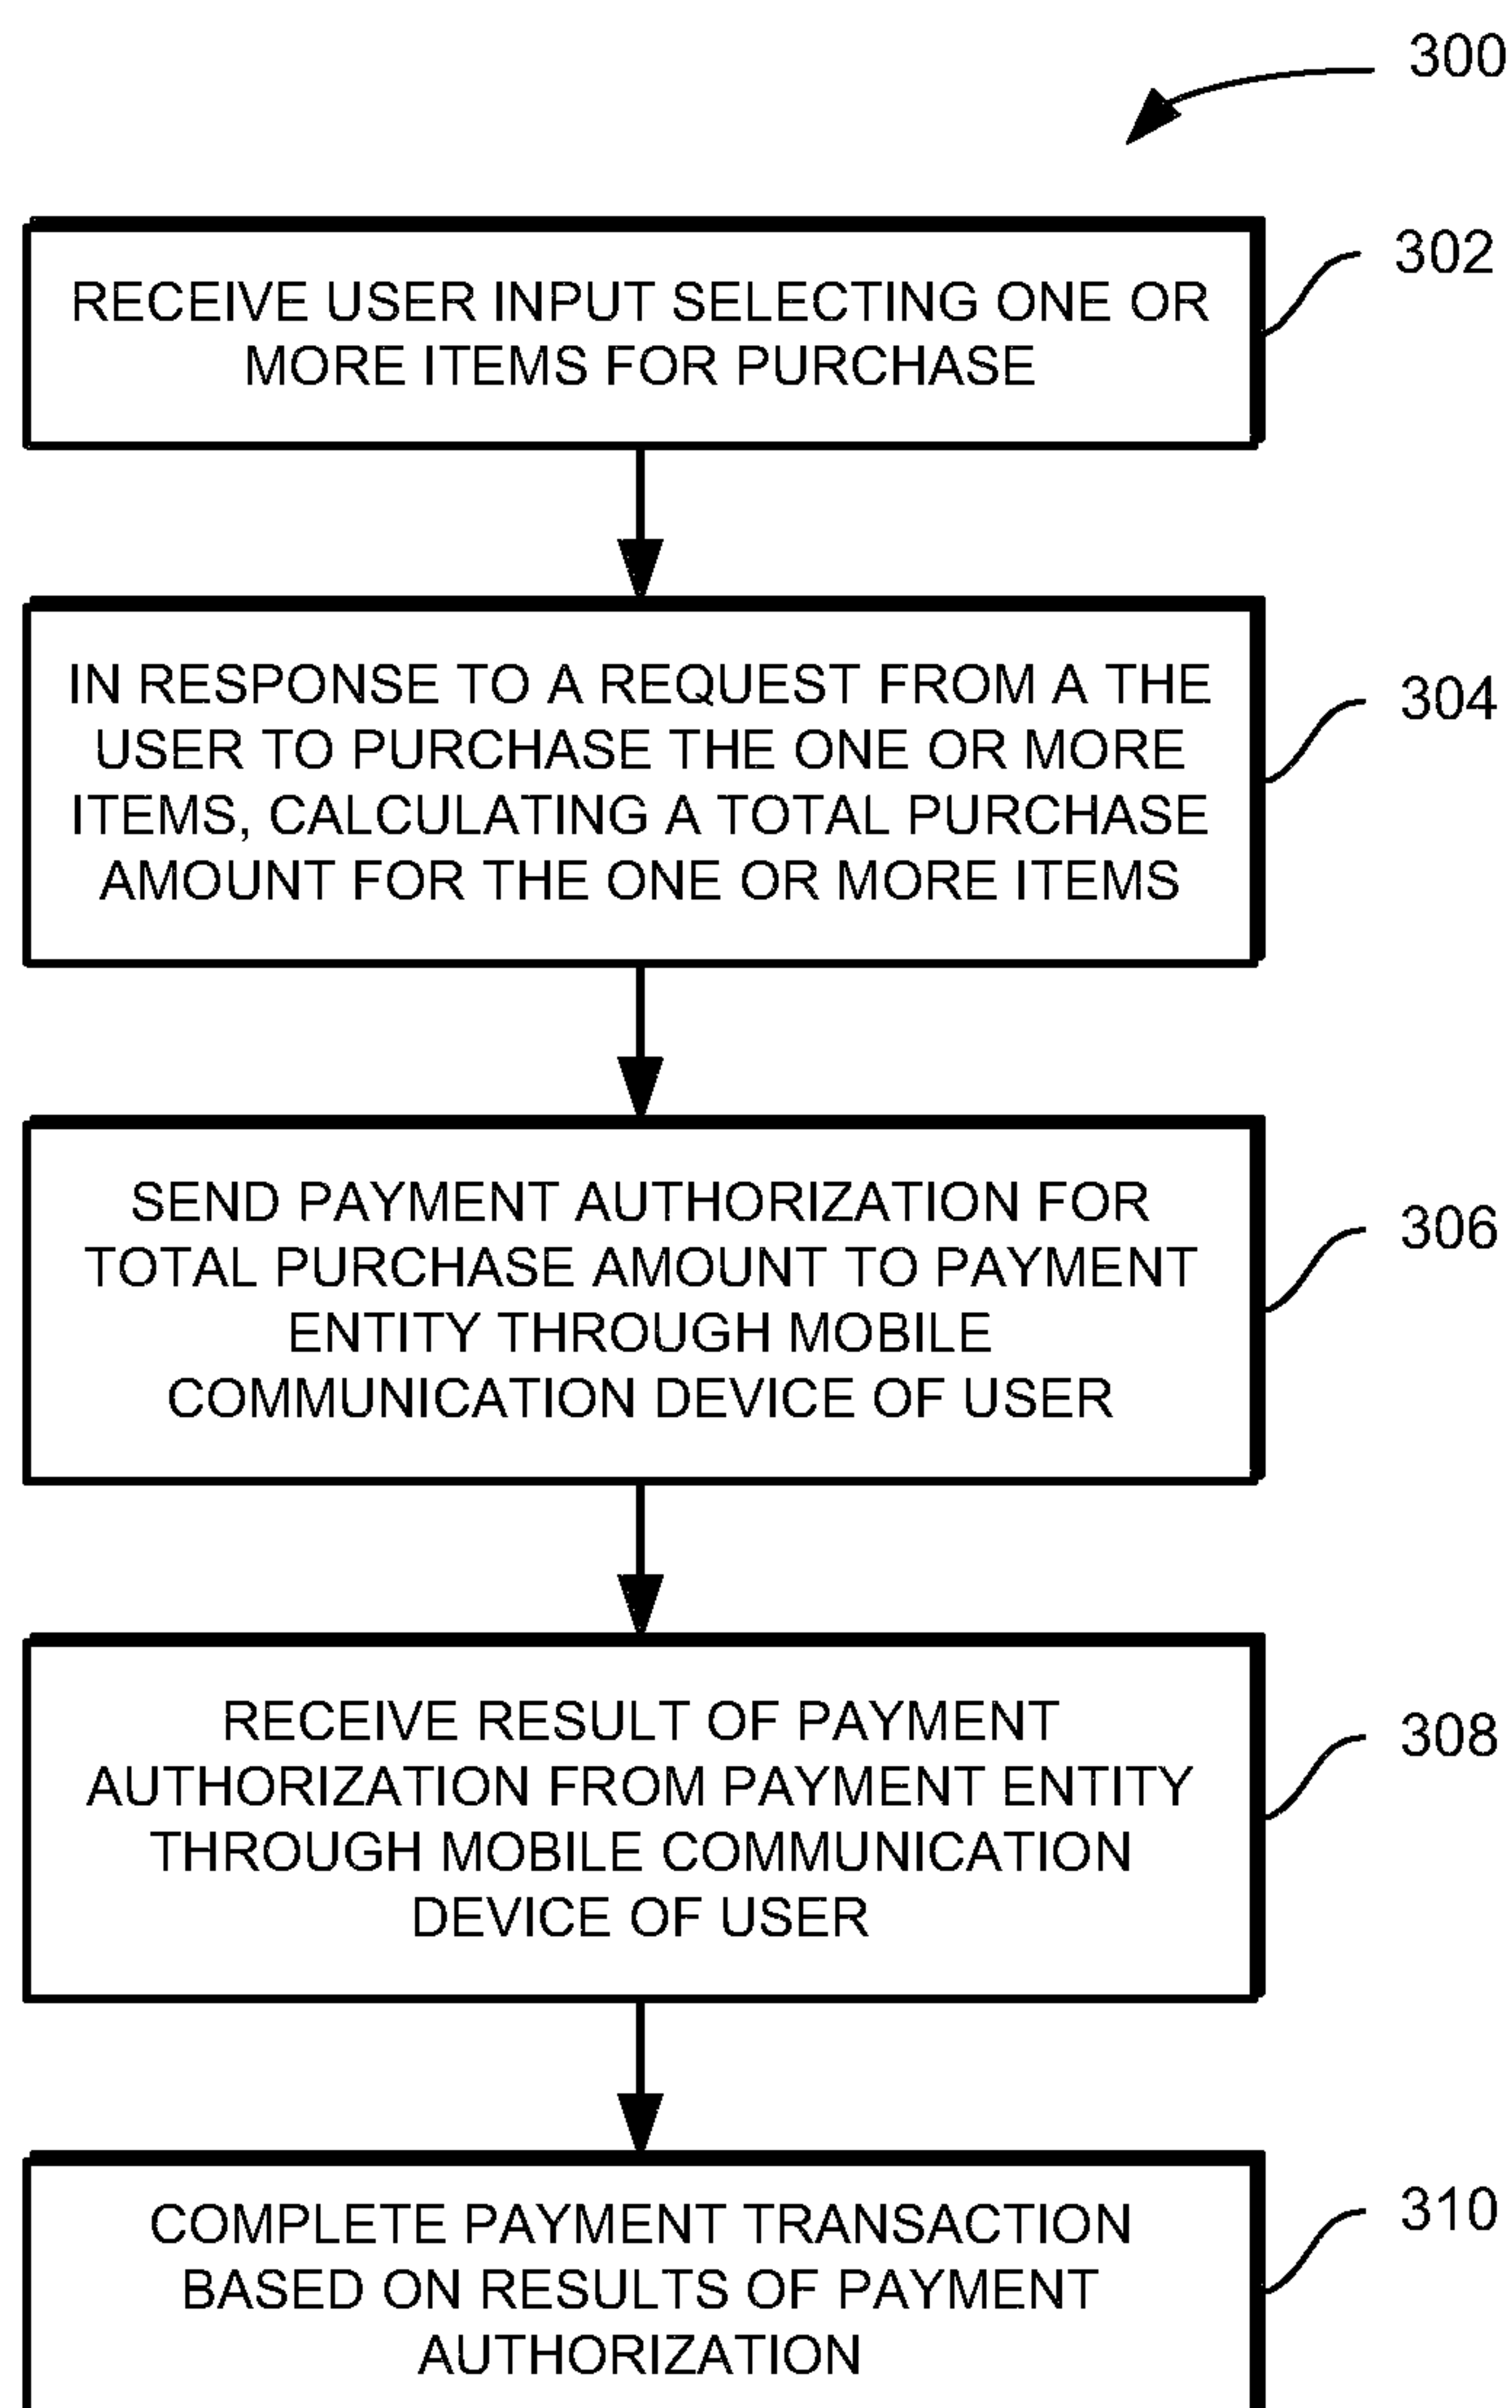 300
302
RECEIVE USER INPUT SELECTING ONE OR
MORE ITEMS FOR PURCHASE
304
IN RESPONSE TO A REQUEST FROM A THE
USER TO PURCHASE THE ONE OR MORE
ITEMS, CALCULATING A TOTAL PURCHASE
AMOUNT FOR THE ONE OR MORE ITEMS
306
SEND PAYMENT AUTHORIZATION FOR
TOTAL PURCHASE AMOUNT TO PAYMENT
ENTITY THROUGH MOBILE
COMMUNICATION DEVICE OF USER
308
RECEIVE RESULT OF PAYMENT
AUTHORIZATION FROM PAYMENT ENTITY
THROUGH MOBILE COMMUNICATION
DEVICE OF USER
310
COMPLETE PAYMENT TRANSACTION
BASED ON RESULTS OF PAYMENT
AUTHORIZATION